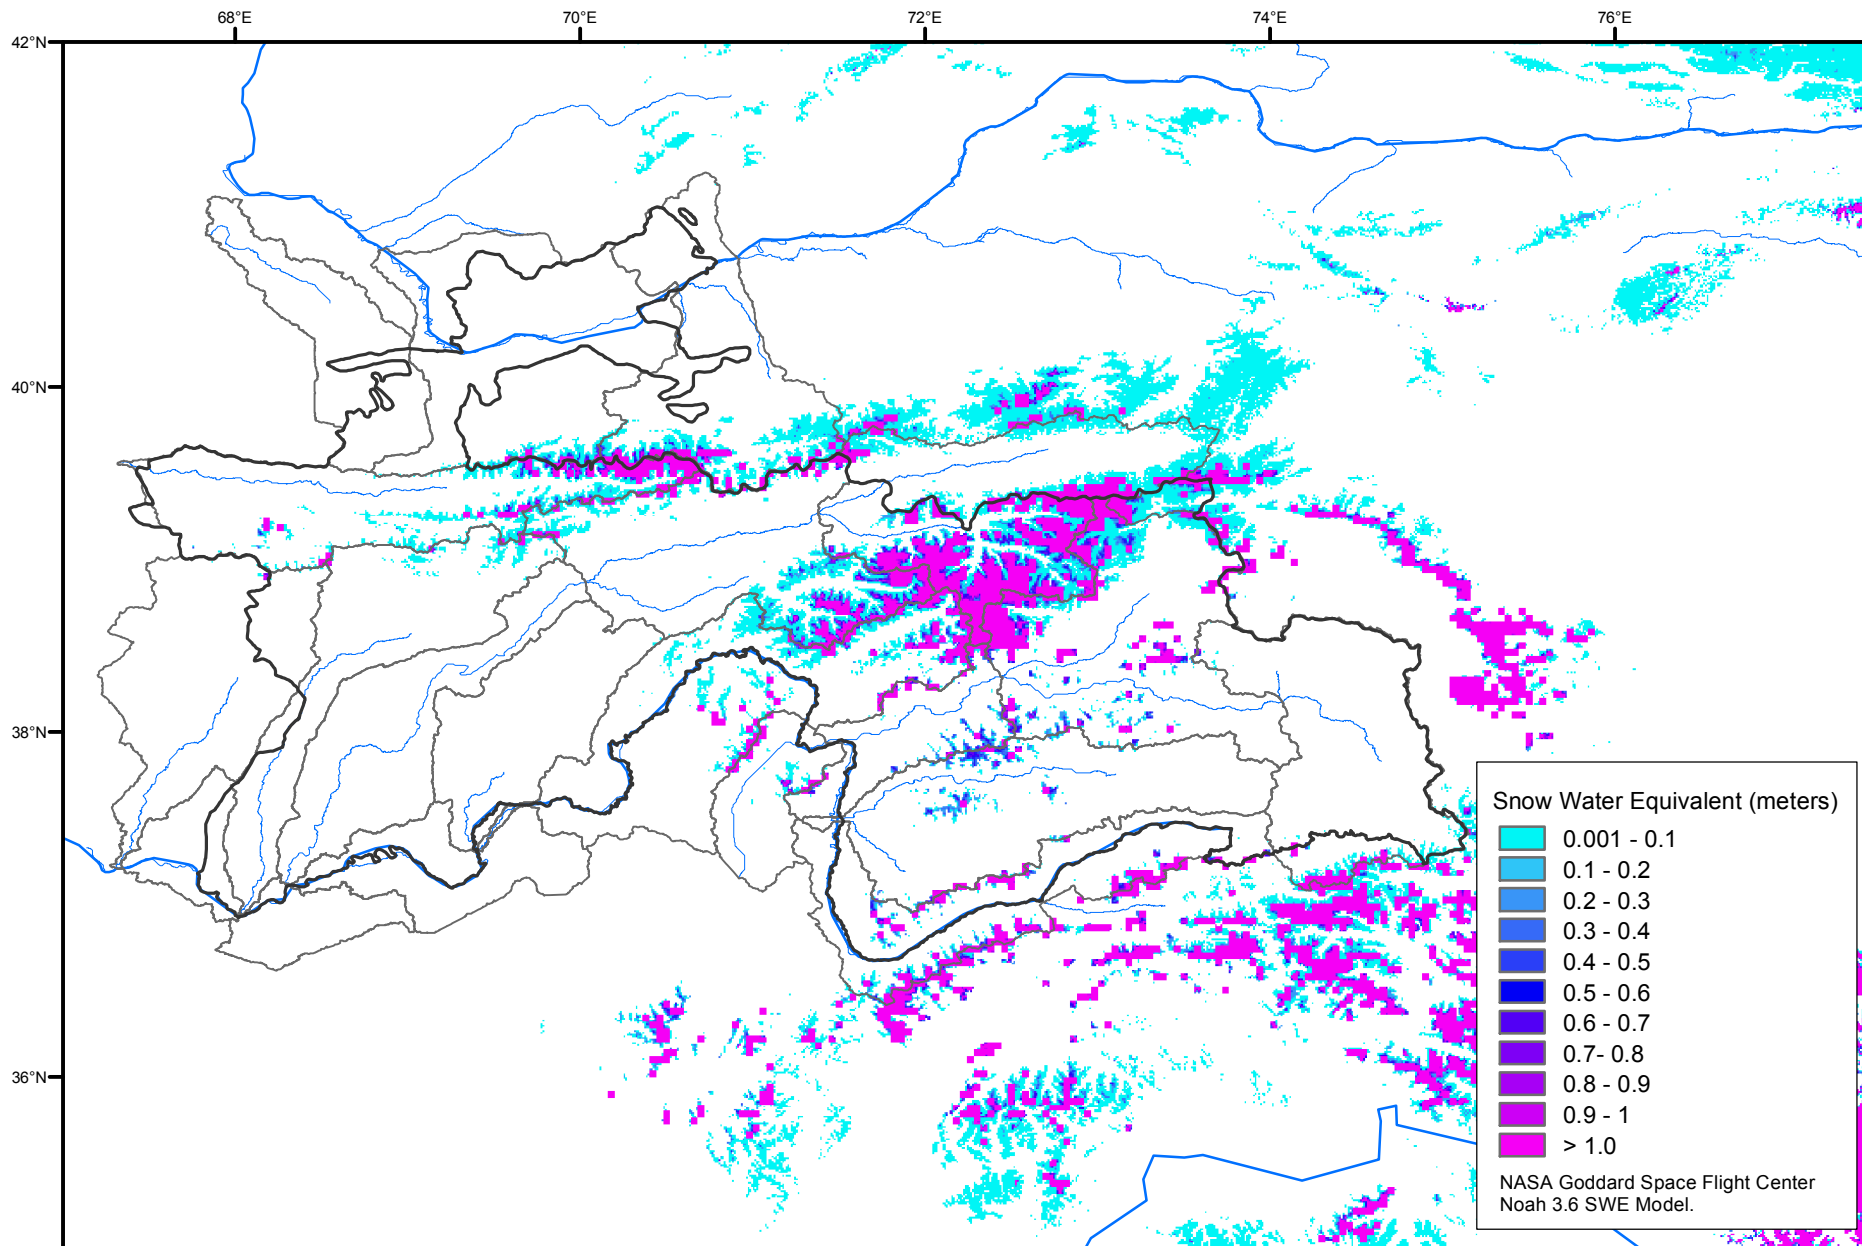 68°E 70°E 72°E 74°E 76°E
42°N
40°N
38°N
36°N
Snow Water Equivalent (meters)
0.001 - 0.1
0.1 - 0.2
0.2 - 0.3
0.3 - 0.4
0.4 - 0.5
0.5 - 0.6
0.6 - 0.7
0.7- 0.8
0.8 - 0.9
0.9 - 1
> 1.0
NASA Goddard Space Flight Center
Noah 3.6 SWE Model.